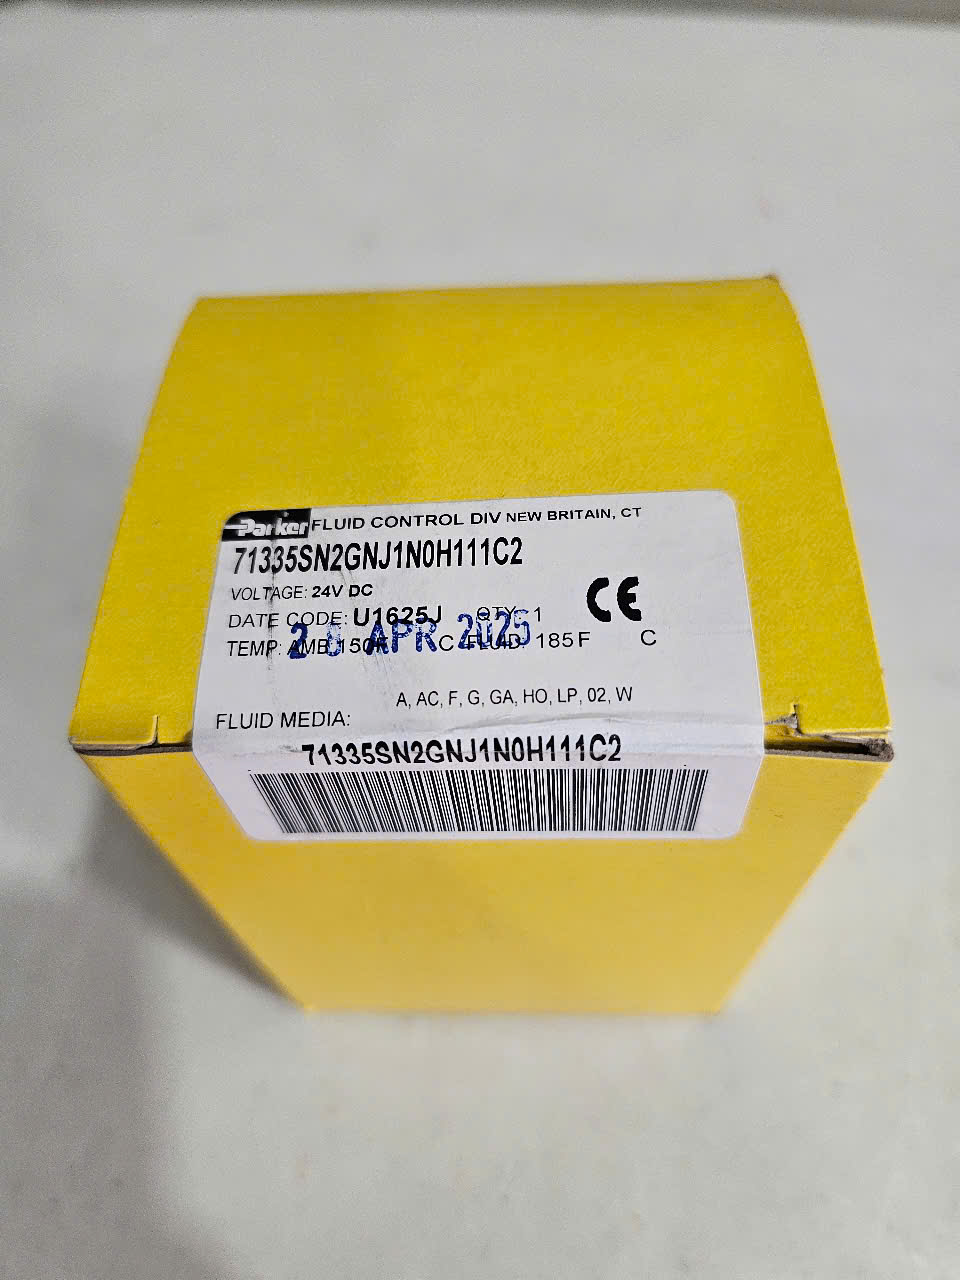 Parker FLUID CONTROL DIV NEW BRITAIN, CT
71335SN2GNJ1N0H111C2
VOLTAGE: 24V DC
CE
DATE CODE: U1625J QTY 1
28 APR 2025
TEMP: AMB 150F C FLUID: 185F C
A, AC, F, G, GA, HO, LP, 02, W
FLUID MEDIA:
71335SN2GNJ1N0H111C2